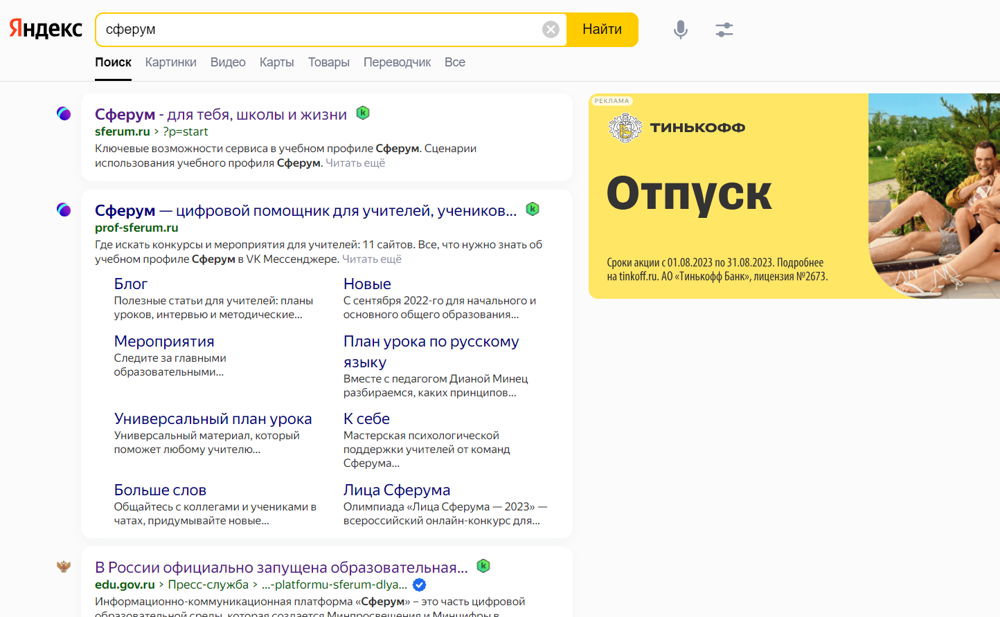 Яндекс
сферум
Найти
Поиск Картинки Видео Карты Товары Переводчик Все
Сферум - для тебя, школы и жизни
sferum.ru › ?p=start
Ключевые возможности сервиса в учебном профиле Сферум. Сценарии
использования учебного профиля Сферум. Читать ещё
Сферум — цифровой помощник для учителей, учеников...
prof-sferum.ru
Где искать конкурсы и мероприятия для учителей: 11 сайтов. Все, что нужно знать об
учебном профиле Сферум в VK Мессенджере. Читать ещё
Блог
Полезные статьи для учителей: планы
уроков, интервью и методические...
Новые
С сентября 2022-го для начального и
основного общего образования...
Мероприятия
Следите за главными
образовательными...
План урока по русскому
языку
Вместе с педагогом Дианой Минец
разбираемся, каких принципов...
Универсальный план урока
Универсальный материал, который
поможет любому учителю...
К себе
Мастерская психологической
поддержки учителей от команд
Сферума...
Больше слов
Общайтесь с коллегами и учениками в
чатах, придумывайте новые...
Лица Сферума
Олимпиада «Лица Сферума — 2023» —
всероссийский онлайн-конкурс для...
В России официально запущена образовательная...
edu.gov.ru › Пресс-служба › ...-platformu-sferum-dlya...
Информационно-коммуникационная платформа «Сферум» – это часть цифровой
образовательной среды, которая создается Минпросвещения и Минцифры в
РЕКЛАМА
ТИНЬКОФФ
Отпуск
Сроки акции с 01.08.2023 по 31.08.2023. Подробнее
на tinkoff.ru. АО «Тинькофф Банк», лицензия №2673.